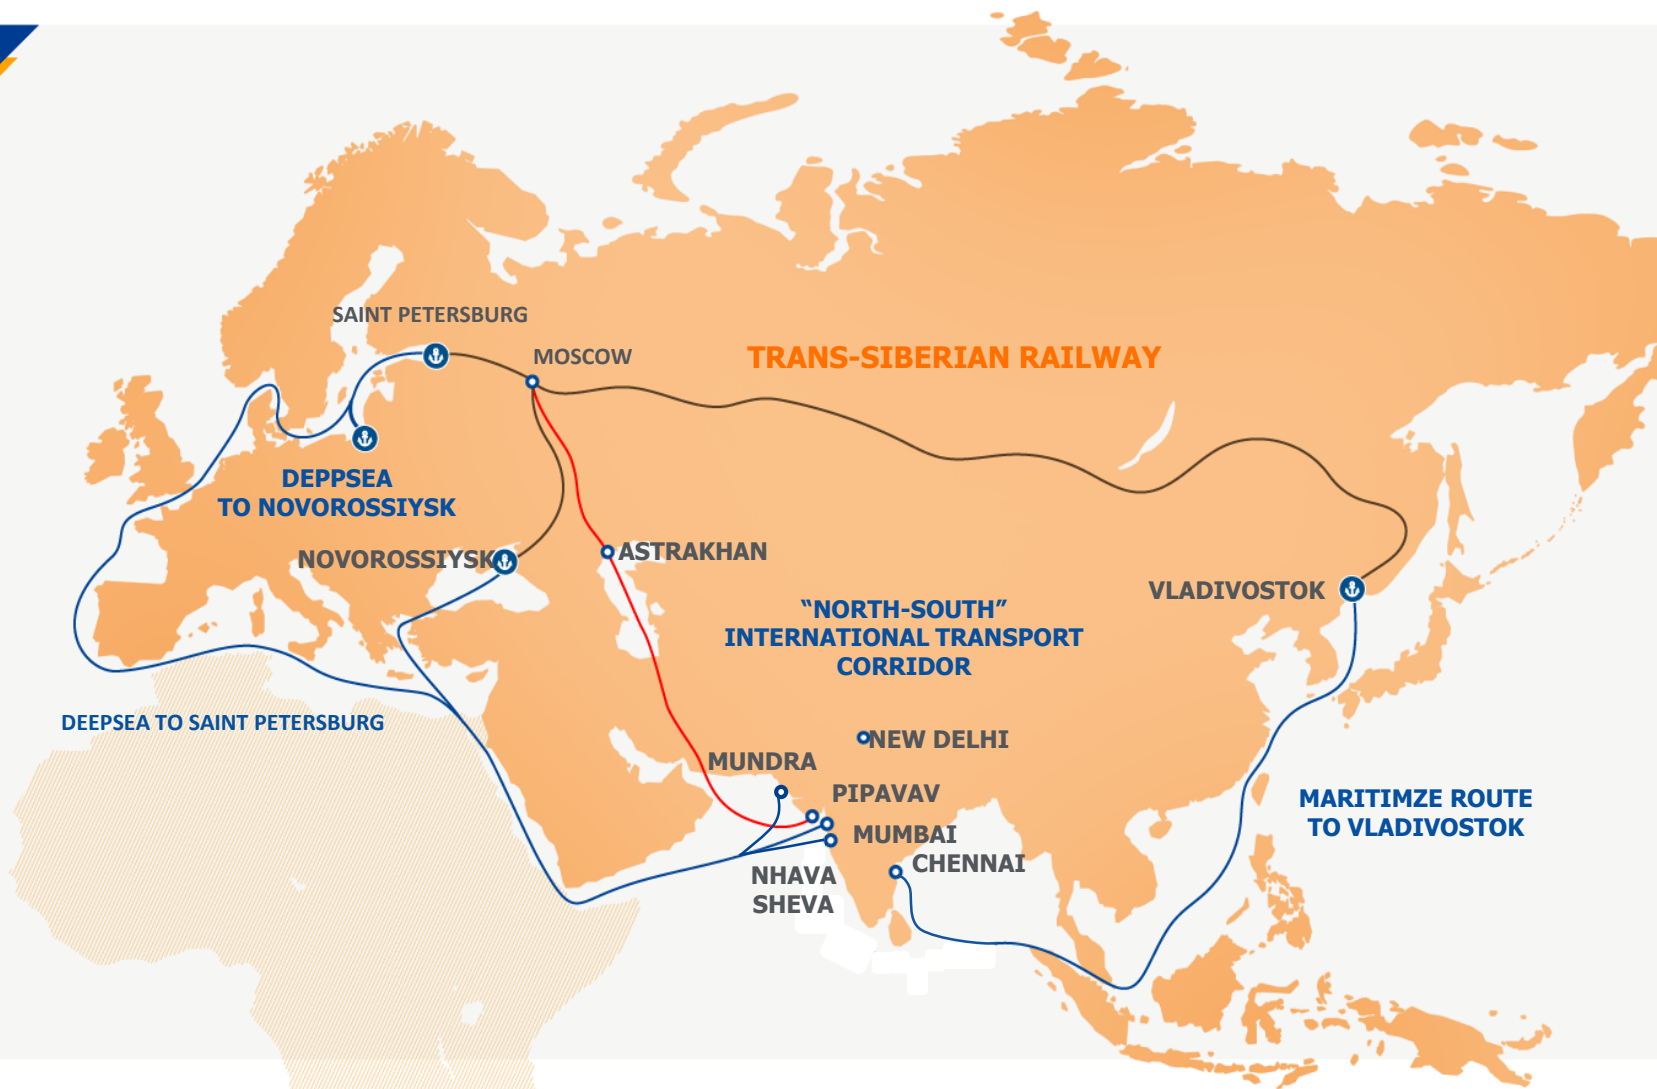 SAINT PETERSBURG
MOSCOW
TRANS-SIBERIAN RAILWAY
DEPPSEA
TO NOVOROSSIYSK
NOVOROSSIYSK
ASTRAKHAN
VLADIVOSTOK
“NORTH-SOUTH”
INTERNATIONAL TRANSPORT
CORRIDOR
DEEPSEA TO SAINT PETERSBURG
NEW DELHI
MUNDRA
PIPAVAV
MARITIMZE ROUTE
TO VLADIVOSTOK
MUMBAI
CHENNAI
NHAVA
SHEVA